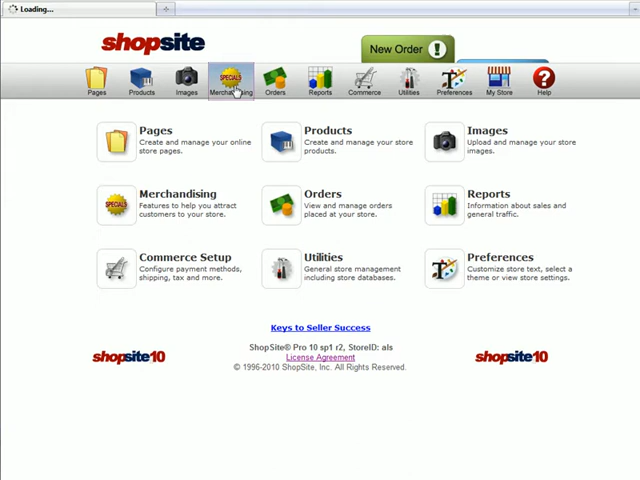 Loading...
shopsite
New Order !
Pages Products Images SPECIALS Merchandising Orders Reports Commerce Utilities Preferences My Store Help
Pages
Create and manage your online
store pages.
Products
Create and manage your store
products.
Images
Upload and manage your store
images.
SPECIALS
Merchandising
Features to help you attract
customers to your store.
Orders
View and manage orders
placed at your store.
Reports
Information about sales and
general traffic.
Commerce Setup
Configure payment methods,
shipping, tax and more.
Utilities
General store management
including store databases.
Preferences
Customize store text, select a
theme or view store settings.
Keys to Seller Success
ShopSite® Pro 10 sp1 r2, StoreID: als
License Agreement
© 1996-2010 ShopSite, Inc. All Rights Reserved.
shopsite10
shopsite10